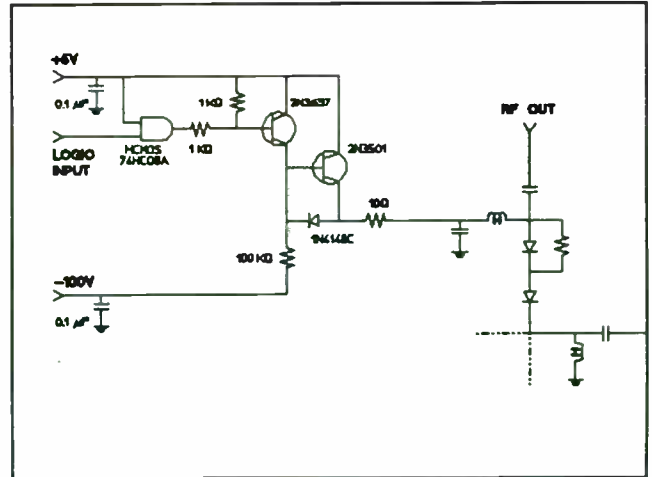 +5V
0.1 µF
1 KΩ
RF OUT
LOGIC
INPUT
HCMOS
74HC08A
1 KΩ
2N3501
10Ω
1N4148C
100 KΩ
-100V
0.1 µF